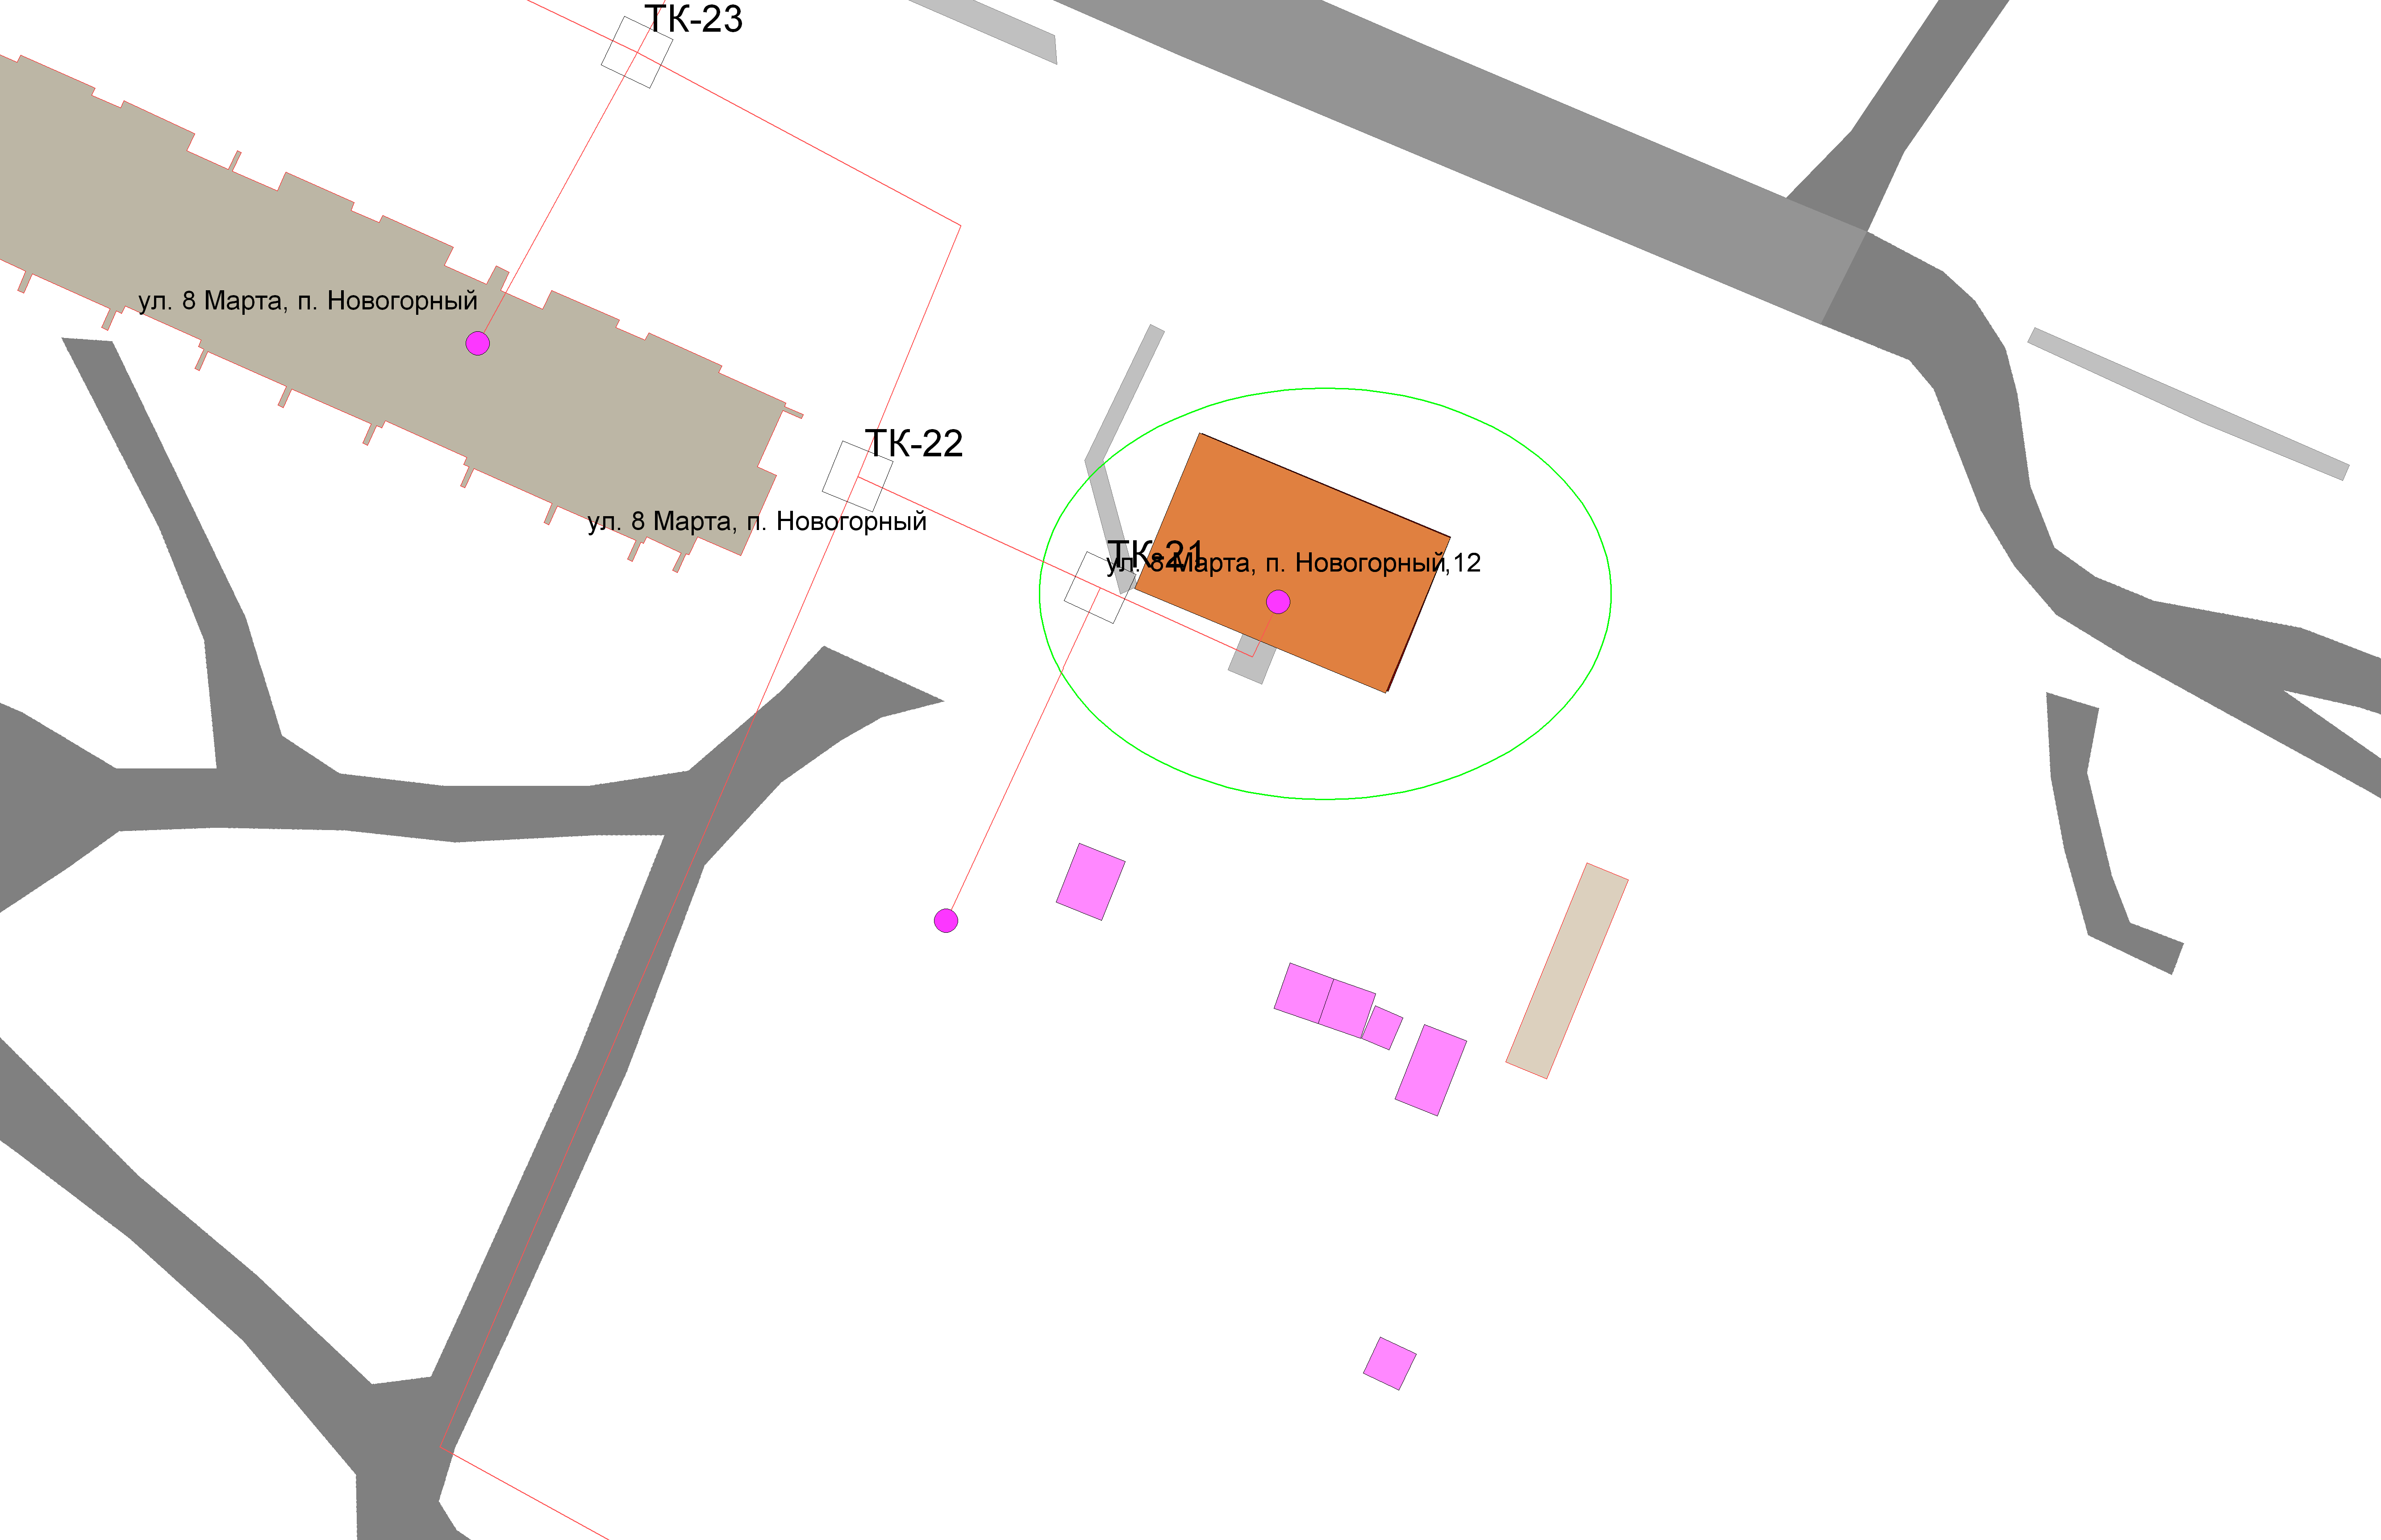 ТК-23
ул. 8 Марта, п. Новогорный
ТК-22
ул. 8 Марта, п. Новогорный
ТК-21
ул. 8 Марта, п. Новогорный,12